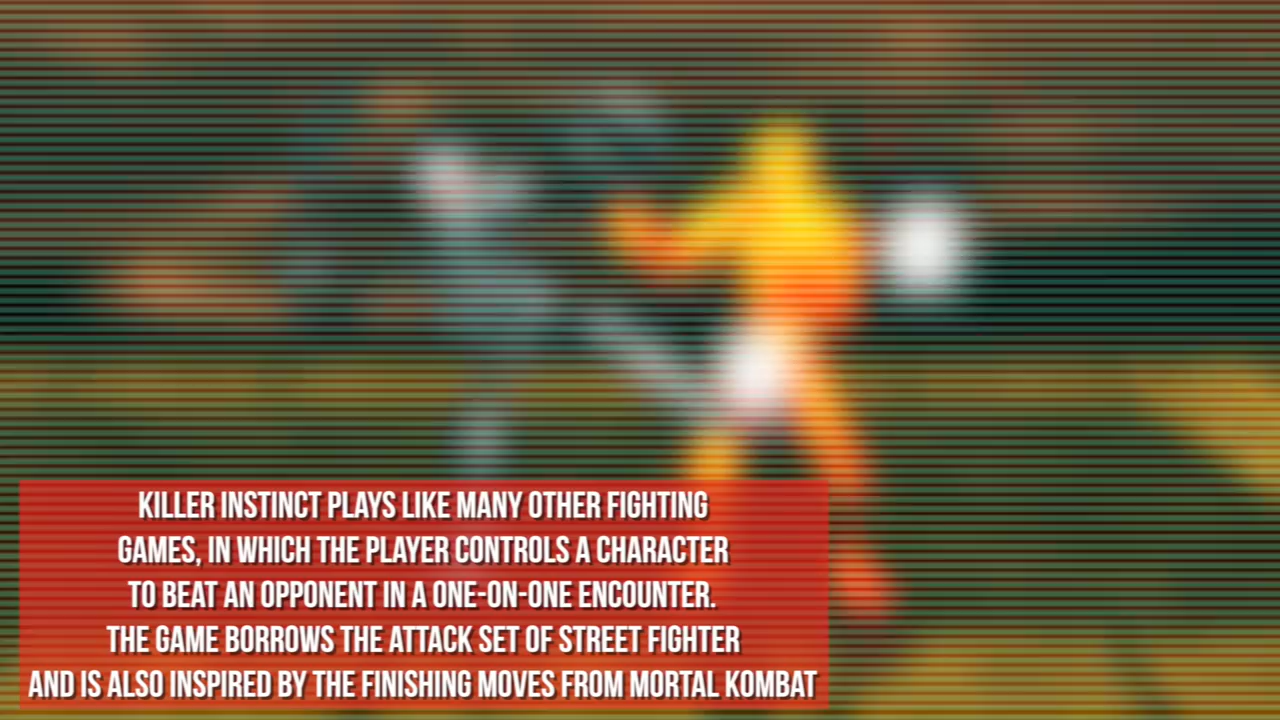 KILLER INSTINCT PLAYS LIKE MANY OTHER FIGHTING
GAMES, IN WHICH THE PLAYER CONTROLS A CHARACTER
TO BEAT AN OPPONENT IN A ONE-ON-ONE ENCOUNTER.
THE GAME BORROWS THE ATTACK SET OF STREET FIGHTER
AND IS ALSO INSPIRED BY THE FINISHING MOVES FROM MORTAL KOMBAT